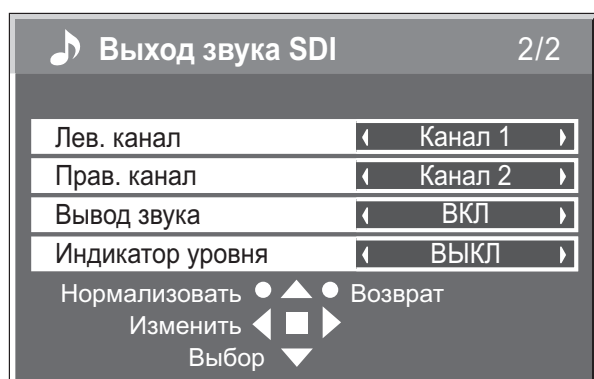 Выход звука SDI 2/2
Лев. канал Канал 1
Прав. канал Канал 2
Вывод звука ВКЛ
Индикатор уровня ВЫКЛ
Нормализовать Возврат
Изменить
Выбор